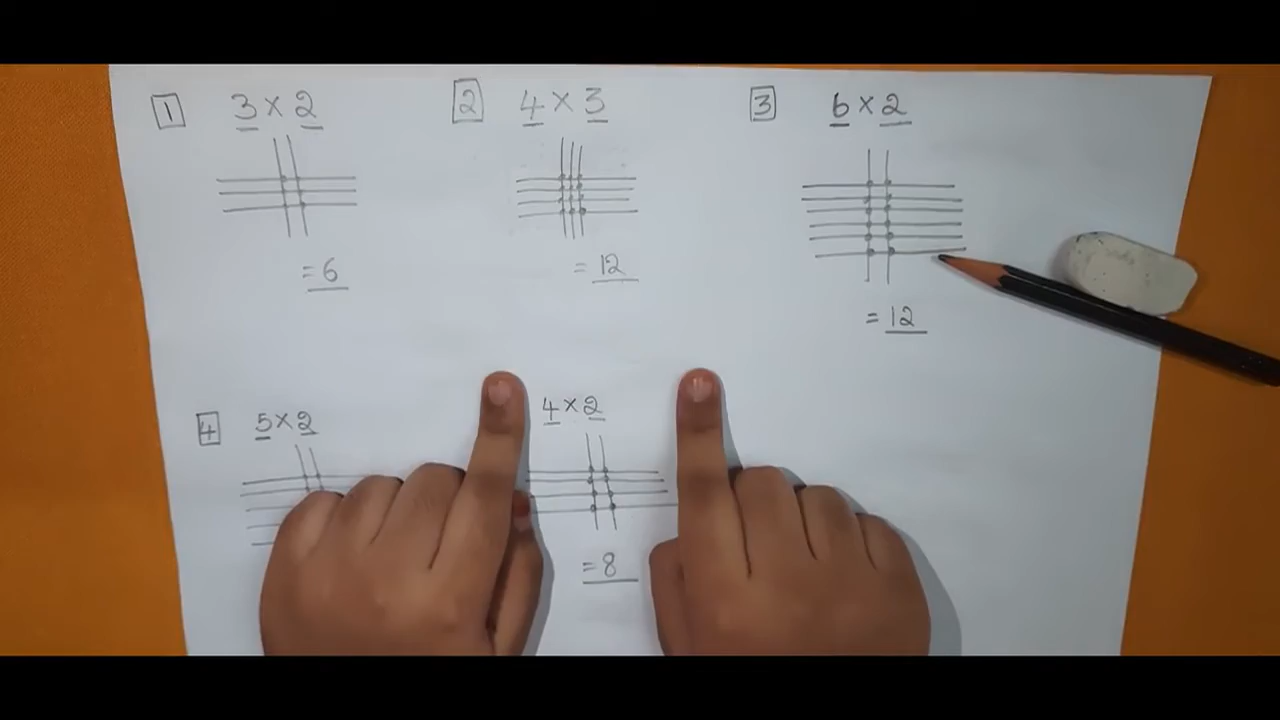 1 3 × 2
= 6
2 4 × 3
= 12
3 6 × 2
= 12
4 5 × 2
4 × 2
= 8